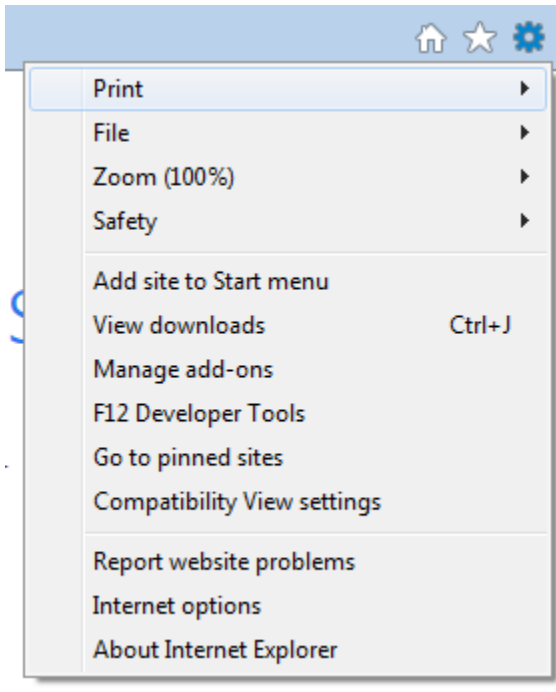 Print
File
Zoom (100%)
Safety
Add site to Start menu
View downloads Ctrl+J
Manage add-ons
F12 Developer Tools
Go to pinned sites
Compatibility View settings
Report website problems
Internet options
About Internet Explorer